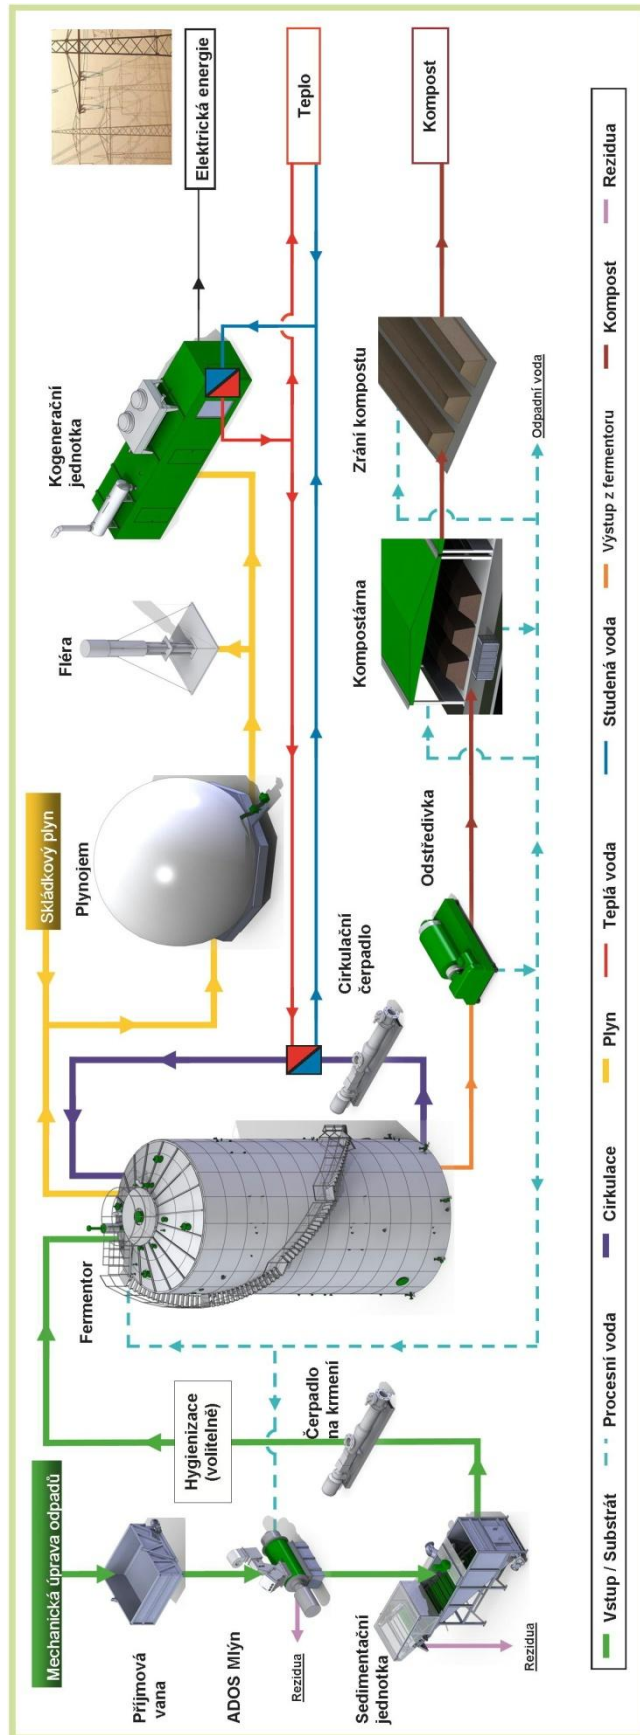 Mechanická úprava odpadů
Příjmová
vana
ADOS Mlýn
Rezidua
Sedimentační
jednotka
Rezidua
Hygienizace
(volitelně)
Čerpadlo
na krmení
Fermentor
Cirkulační
čerpadlo
Skládkový plyn
Plynojem
Fléra
Kogenerační
jednotka
Elektrická energie
Teplo
Kompost
Odstředivka
Kompostárna
Zrání kompostu
Odpadní voda
Vstup / Substrát
Procesní voda
Cirkulace
Plyn
Teplá voda
Studená voda
Výstup z fermentoru
Kompost
Rezidua